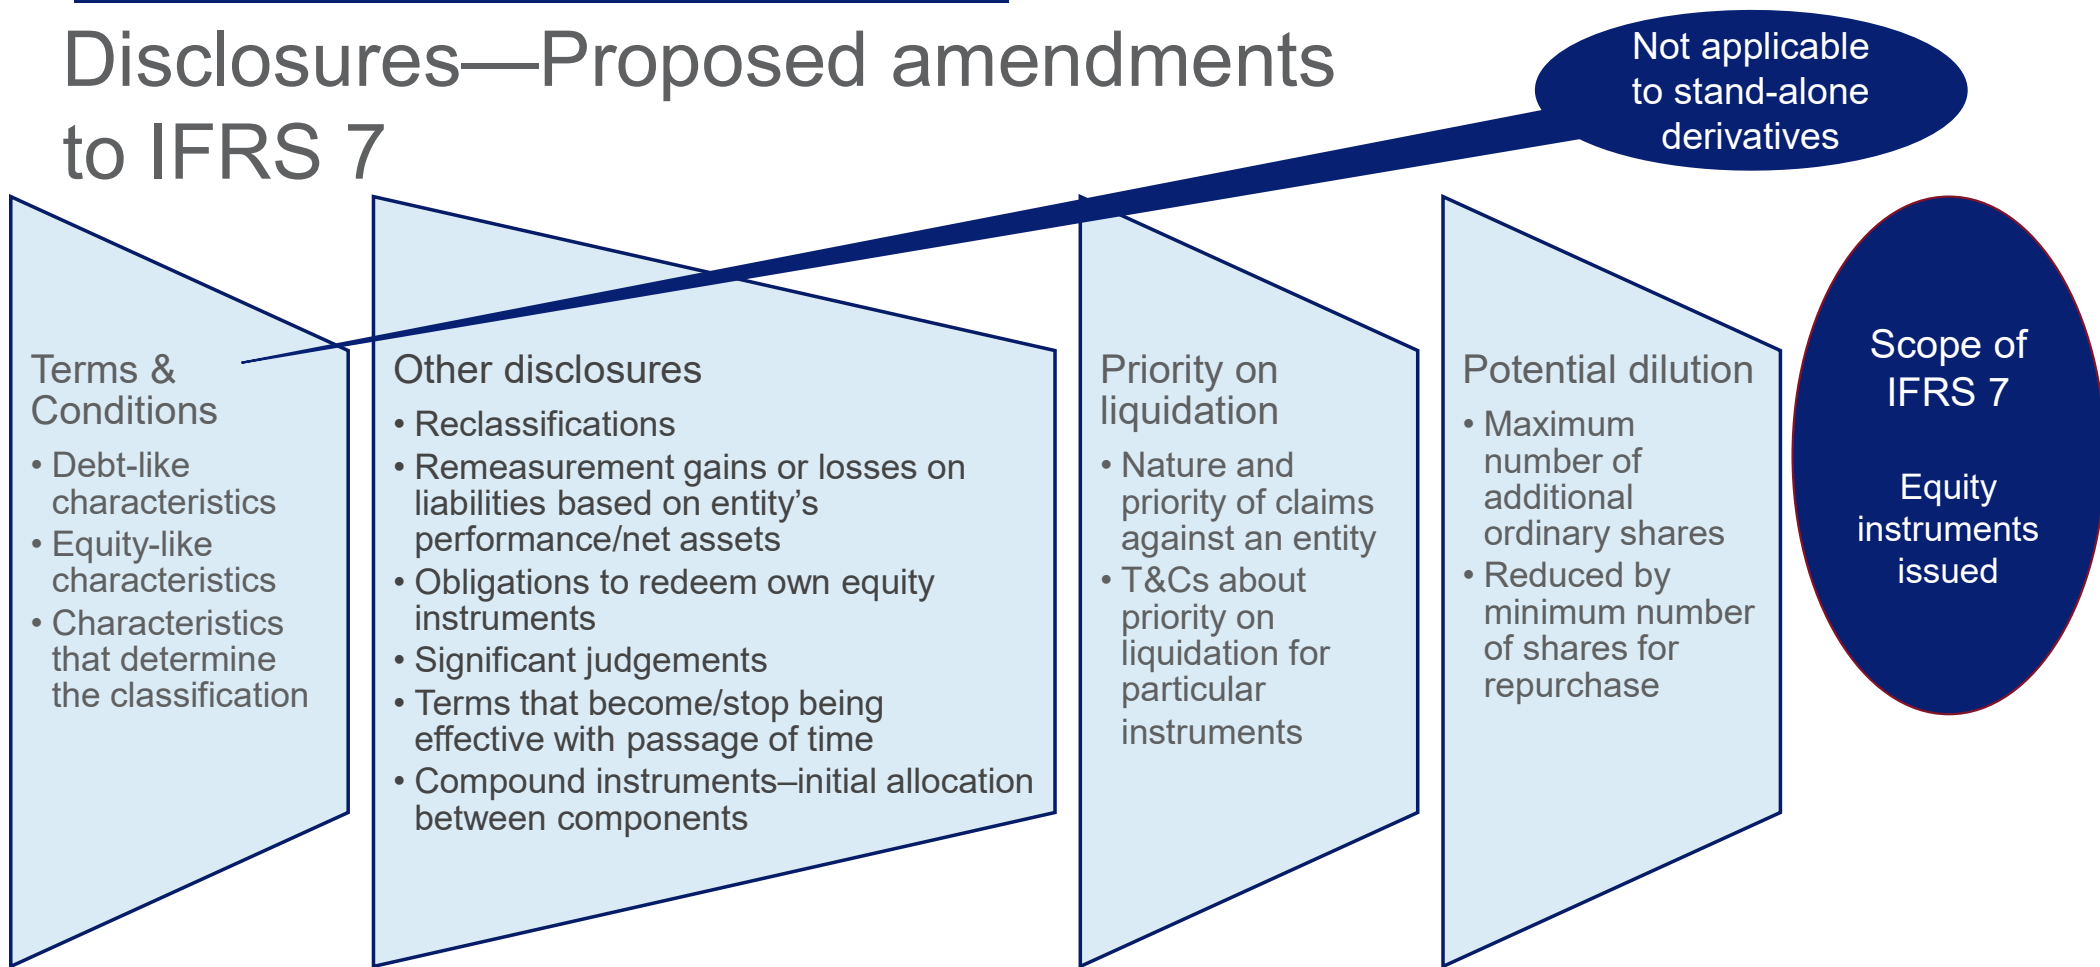 Disclosures—Proposed amendments
to IFRS 7
Not applicable
to stand-alone
derivatives
Terms &
Conditions
• Debt-like
characteristics
• Equity-like
characteristics
• Characteristics
that determine
the classification
Other disclosures
• Reclassifications
• Remeasurement gains or losses on
liabilities based on entity’s
performance/net assets
• Obligations to redeem own equity
instruments
• Significant judgements
• Terms that become/stop being
effective with passage of time
• Compound instruments–initial allocation
between components
Priority on
liquidation
• Nature and
priority of claims
against an entity
• T&Cs about
priority on
liquidation for
particular
instruments
Potential dilution
• Maximum
number of
additional
ordinary shares
• Reduced by
minimum number
of shares for
repurchase
Scope of
IFRS 7
Equity
instruments
issued